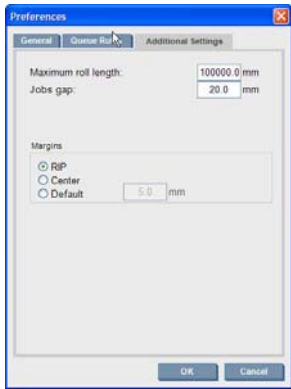 Preferences
General Queue Additional Settings
Maximum roll length: 100000.0 mm
Jobs gap: 20.0 mm
Margins
RIP
Center
Default 5.0 mm
OK Cancel